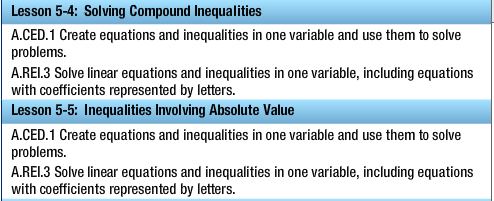 Lesson 5-4: Solving Compound Inequalities
A.CED.1 Create equations and inequalities in one variable and use them to solve
problems.
A.REI.3 Solve linear equations and inequalities in one variable, including equations
with coefficients represented by letters.
Lesson 5-5: Inequalities Involving Absolute Value
A.CED.1 Create equations and inequalities in one variable and use them to solve
problems.
A.REI.3 Solve linear equations and inequalities in one variable, including equations
with coefficients represented by letters.